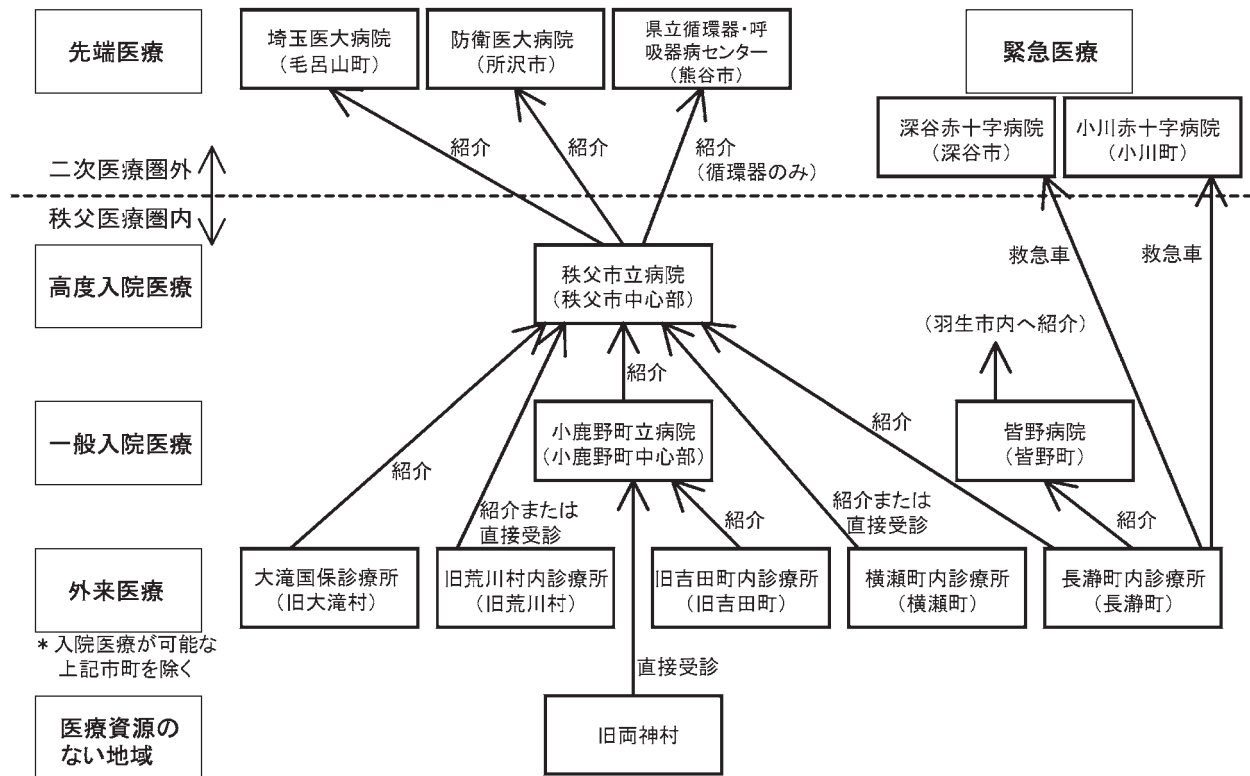 先端医療
埼玉医大病院
(毛呂山町)
防衛医大病院
(所沢市)
県立循環器・呼
吸器病センター
(熊谷市)
緊急医療
深谷赤十字病院
(深谷市)
小川赤十字病院
(小川町)
紹介
紹介
紹介
(循環器のみ)
二次医療圏外
秩父医療圏内
救急車
救急車
高度入院医療
秩父市立病院
(秩父市中心部)
(羽生市内へ紹介)
紹介
一般入院医療
小鹿野町立病院
(小鹿野町中心部)
皆野病院
(皆野町)
紹介
紹介
紹介または
直接受診
紹介
紹介または
直接受診
紹介
外来医療
*入院医療が可能な
上記市町を除く
大滝国保診療所
(旧大滝村)
旧荒川村内診療所
(旧荒川村)
旧吉田町内診療所
(旧吉田町)
横瀬町内診療所
(横瀬町)
長瀞町内診療所
(長瀞町)
直接受診
医療資源の
ない地域
旧両神村